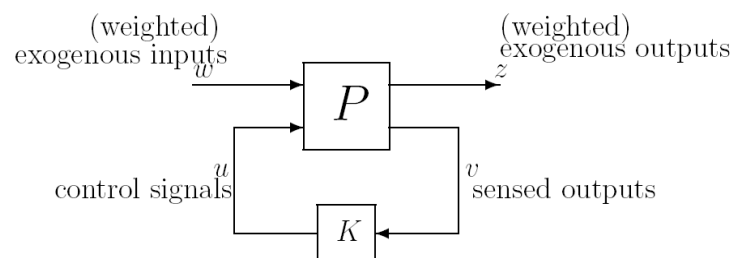 (weighted)
exogenous inputs
w
(weighted)
exogenous outputs
z
P
u
control signals
v
sensed outputs
K